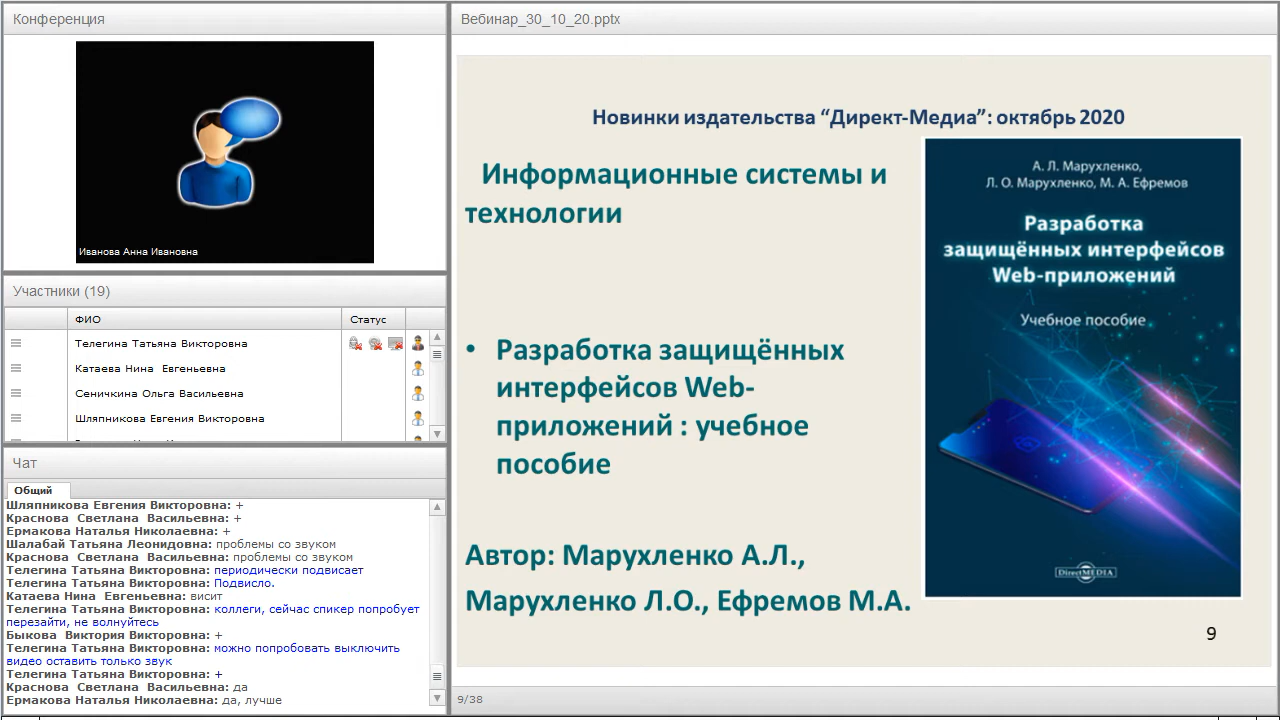 Конференция
Иванова Анна Ивановна
Участники (19)
ФИО
Статус
Телегина Татьяна Викторовна
Катаева Нина Евгеньевна
Сеничкина Ольга Васильевна
Шляпникова Евгения Викторовна
Чат
Общий
Шляпникова Евгения Викторовна: +
Краснова Светлана Васильевна: +
Ермакова Наталья Николаевна: +
Шалабай Татьяна Леонидовна: проблемы со звуком
Краснова Светлана Васильевна: проблемы со звуком
Телегина Татьяна Викторовна: периодически подвисает
Телегина Татьяна Викторовна: Подвисло.
Катаева Нина Евгеньевна: висит
Телегина Татьяна Викторовна: коллеги, сейчас спикер попробует
перезайти, не волнуйтесь
Быкова Виктория Викторовна: +
Телегина Татьяна Викторовна: можно попробовать выключить
видео оставить только звук
Телегина Татьяна Викторовна: +
Краснова Светлана Васильевна: да
Ермакова Наталья Николаевна: да, лучше
Вебинар_30_10_20.pptx
Новинки издательства “Директ-Медиа”: октябрь 2020
Информационные системы и
технологии
• Разработка защищённых
интерфейсов Web-
приложений : учебное
пособие
Автор: Марухленко А.Л.,
Марухленко Л.О., Ефремов М.А.
А. Л. Марухленко,
Л. О. Марухленко, М. А. Ефремов
Разработка
защищённых интерфейсов
Web-приложений
Учебное пособие
DirectMEDIA
9
9/38